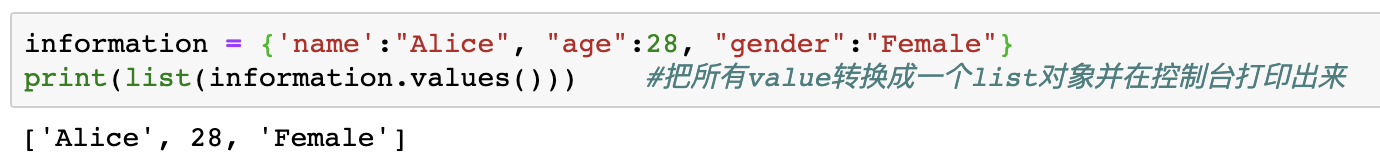 information = {'name':"Alice", "age":28, "gender":"Female"}
print(list(information.values()))    #把所有value转换成一个list对象并在控制台打印出来
['Alice', 28, 'Female']